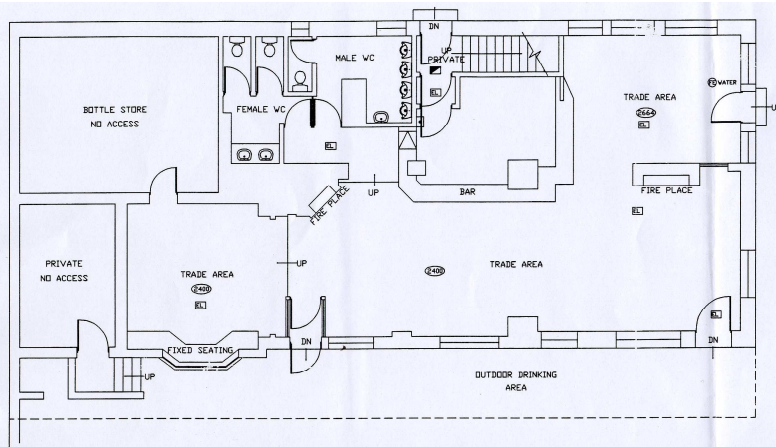 DN
UP
PRIVATE
EL
MALE WC
FEMALE WC
BOTTLE STORE
NO ACCESS
EL
TRADE AREA
2664
EL
FE WATER
U
BAR
UP
FIRE PLACE
FIRE PLACE
EL
PRIVATE
NO ACCESS
TRADE AREA
2400
EL
UP
2400
TRADE AREA
EL
FIXED SEATING
DN
DN
UP
OUTDOOR DRINKING
AREA